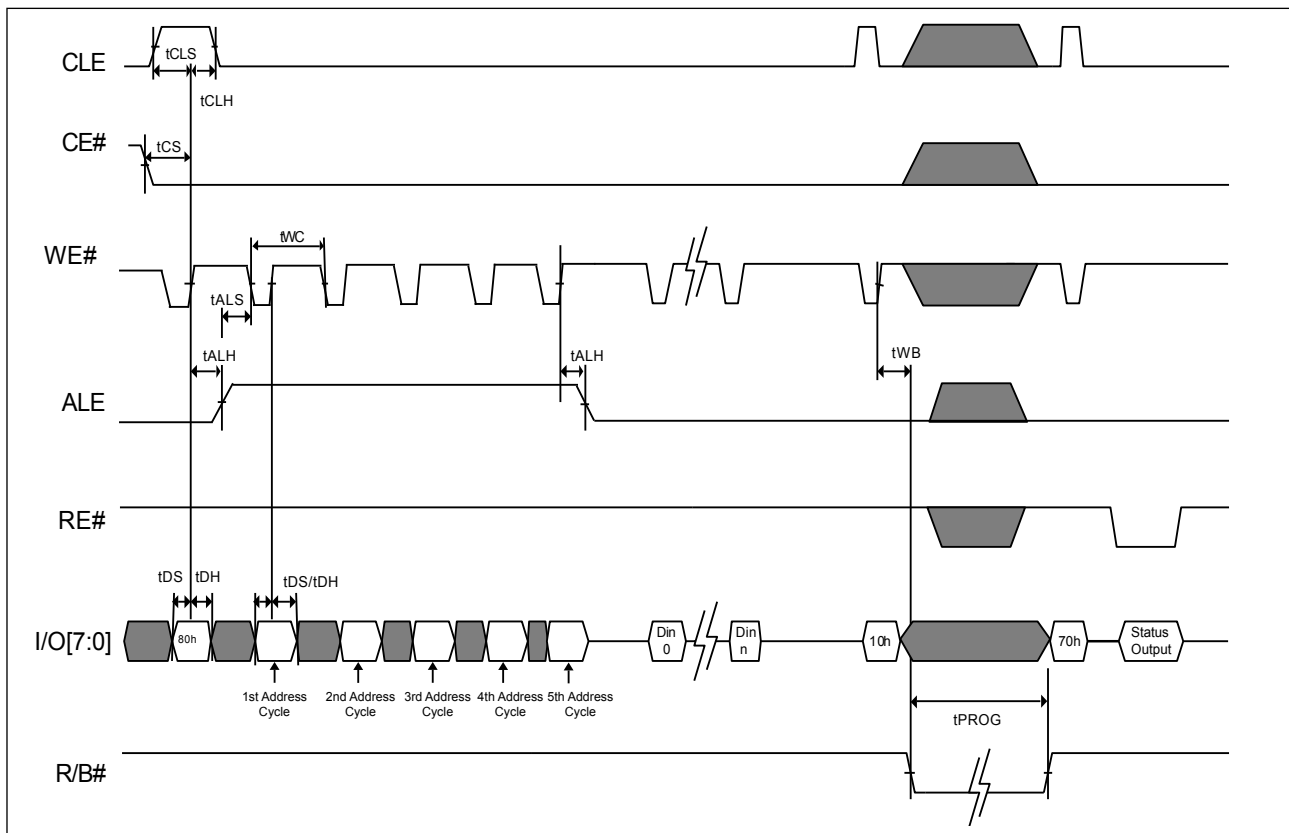 CLE
tCLS
tCLH
CE#
tCS
WE#
tWC
tALS
tALH
tALH
tWB
ALE
RE#
tDS
tDH
tDS/tDH
I/O[7:0]
80h
Din
0
Din
n
10h
70h
Status
Output
1st Address
Cycle
2nd Address
Cycle
3rd Address
Cycle
4th Address
Cycle
5th Address
Cycle
tPROG
R/B#